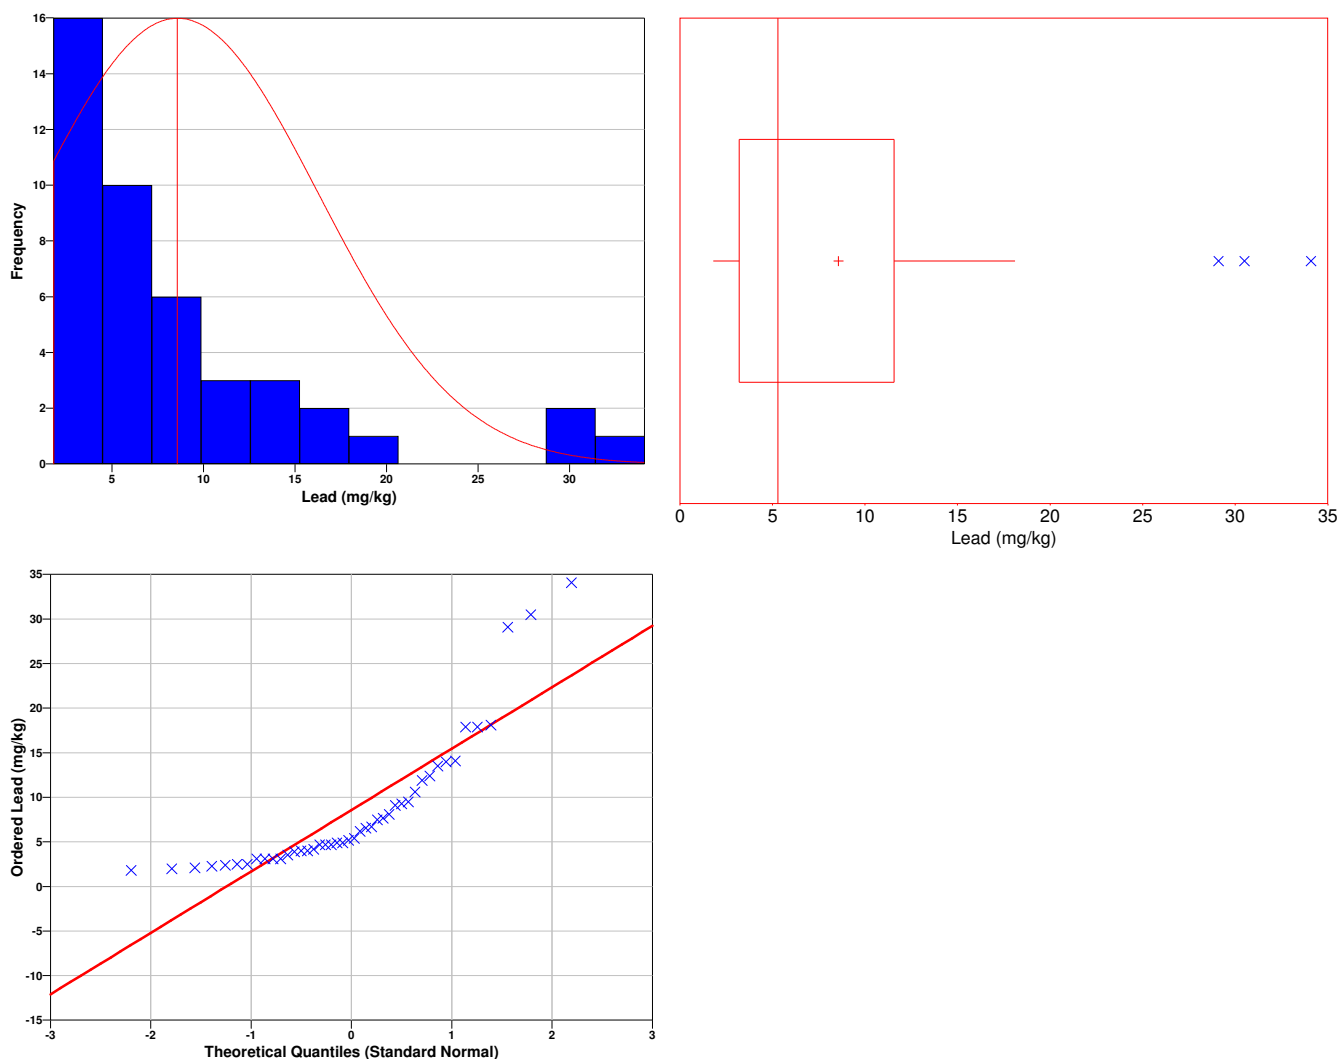 16
14
12
10
8
6
4
2
0
Frequency
5 10 15 20 25 30
Lead (mg/kg)
0 5 10 15 20 25 30 35
Lead (mg/kg)
35
30
25
20
15
10
5
0
-5
-10
-15
Ordered Lead (mg/kg)
-3 -2 -1 0 1 2 3
Theoretical Quantiles (Standard Normal)